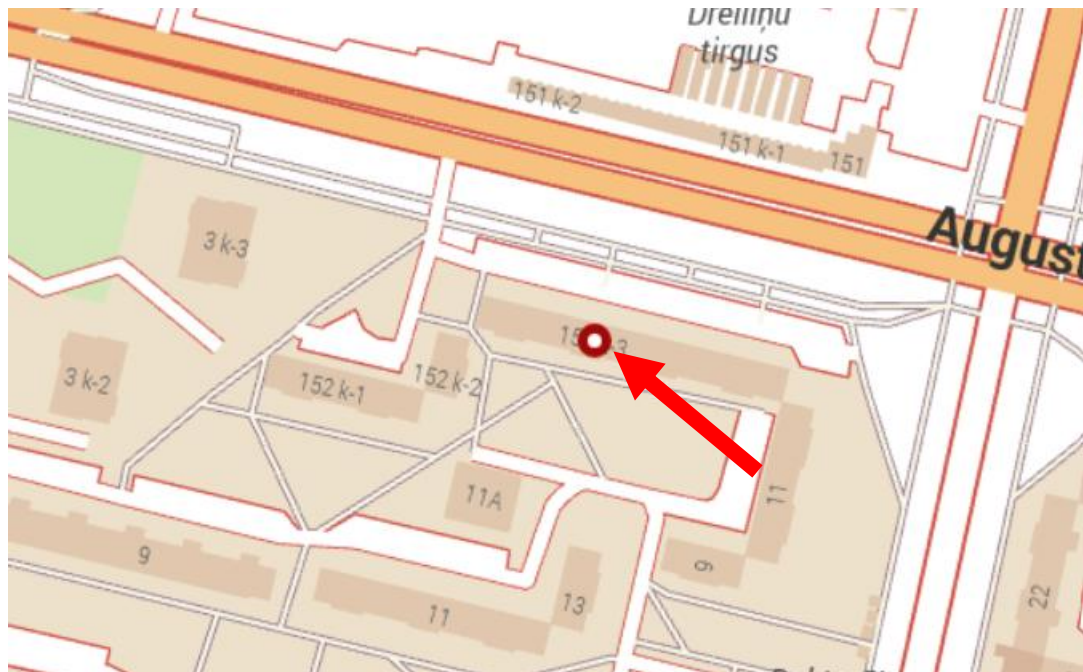 Dreiliņu
tirgus
151 k-2
151 k-1
151
August
3 k-3
3 k-2
152 k-1
152 k-2
11
11A
9
9
11
13
22